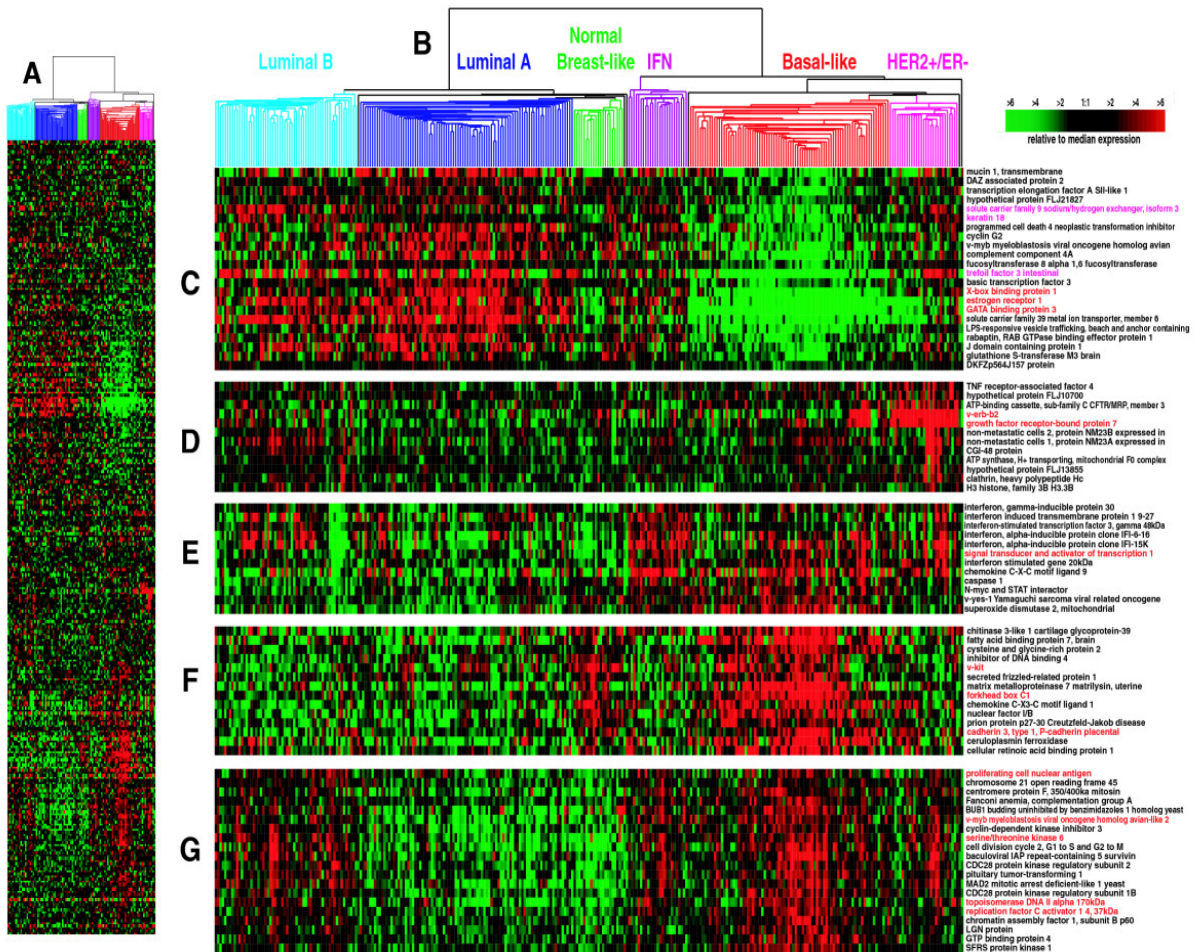 A
B
Luminal B
Luminal A
Normal
Breast-like
IFN
Basal-like
HER2+/ER-
>6 >4 >2 1:1 >2 >4 >6
relative to median expression
C
mucin 1, transmembrane
DAZ associated protein 2
transcription elongation factor A SII-like 1
hypothetical protein FLJ21827
solute carrier family 9 sodium/hydrogen exchanger, isoform 3
keratin 18
programmed cell death 4 neoplastic transformation inhibitor
cyclin G2
v-myb myeloblastosis viral oncogene homolog avian
complement component 4A
fucosyltransferase 8 alpha 1,6 fucosyltransferase
trefoil factor 3 intestinal
basic transcription factor 3
X-box binding protein 1
estrogen receptor 1
GATA binding protein 3
solute carrier family 39 metal ion transporter, member 6
LPS-responsive vesicle trafficking, beach and anchor containing
rabaptin, RAB GTPase binding effector protein 1
J domain containing protein 1
glutathione S-transferase M3 brain
DKFZp564J157 protein
D
TNF receptor-associated factor 4
hypothetical protein FLJ10700
ATP-binding cassette, sub-family C CFTR/MRP, member 3
v-erb-b2
growth factor receptor-bound protein 7
non-metastatic cells 2, protein NM23B expressed in
non-metastatic cells 1, protein NM23A expressed in
CGI-48 protein
ATP synthase, H+ transporting, mitochondrial F0 complex
hypothetical protein FLJ13855
clathrin, heavy polypeptide Hc
H3 histone, family 3B H3.3B
E
interferon, gamma-inducible protein 30
interferon induced transmembrane protein 1 9-27
interferon-stimulated transcription factor 3, gamma 48kDa
interferon, alpha-inducible protein clone IFI-6-16
interferon, alpha-inducible protein clone IFI-15K
signal transducer and activator of transcription 1
interferon stimulated gene 20kDa
chemokine C-X-C motif ligand 9
caspase 1
N-myc and STAT interactor
v-yes-1 Yamaguchi sarcoma viral related oncogene
superoxide dismutase 2, mitochondrial
F
chitinase 3-like 1 cartilage glycoprotein-39
fatty acid binding protein 7, brain
cysteine and glycine-rich protein 2
inhibitor of DNA binding 4
v-kit
secreted frizzled-related protein 1
matrix metalloproteinase 7 matrilysin, uterine
forkhead box C1
chemokine C-X3-C motif ligand 1
nuclear factor I/B
prion protein p27-30 Creutzfeld-Jakob disease
cadherin 3, type 1, P-cadherin placental
ceruloplasmin ferroxidase
cellular retinoic acid binding protein 1
G
proliferating cell nuclear antigen
chromosome 21 open reading frame 45
centromere protein F, 350/400ka mitosin
Fanconi anemia, complementation group A
BUB1 budding uninhibited by benzimidazoles 1 homolog yeast
v-myb myeloblastosis viral oncogene homolog avian-like 2
cyclin-dependent kinase inhibitor 3
serine/threonine kinase 6
cell division cycle 2, G1 to S and G2 to M
baculoviral IAP repeat-containing 5 survivin
CDC28 protein kinase regulatory subunit 2
pituitary tumor-transforming 1
MAD2 mitotic arrest deficient-like 1 yeast
CDC28 protein kinase regulatory subunit 1B
topoisomerase DNA II alpha 170kDa
replication factor C activator 1 4, 37kDa
chromatin assembly factor 1, subunit B p60
LGN protein
GTP binding protein 4
SFRS protein kinase 1